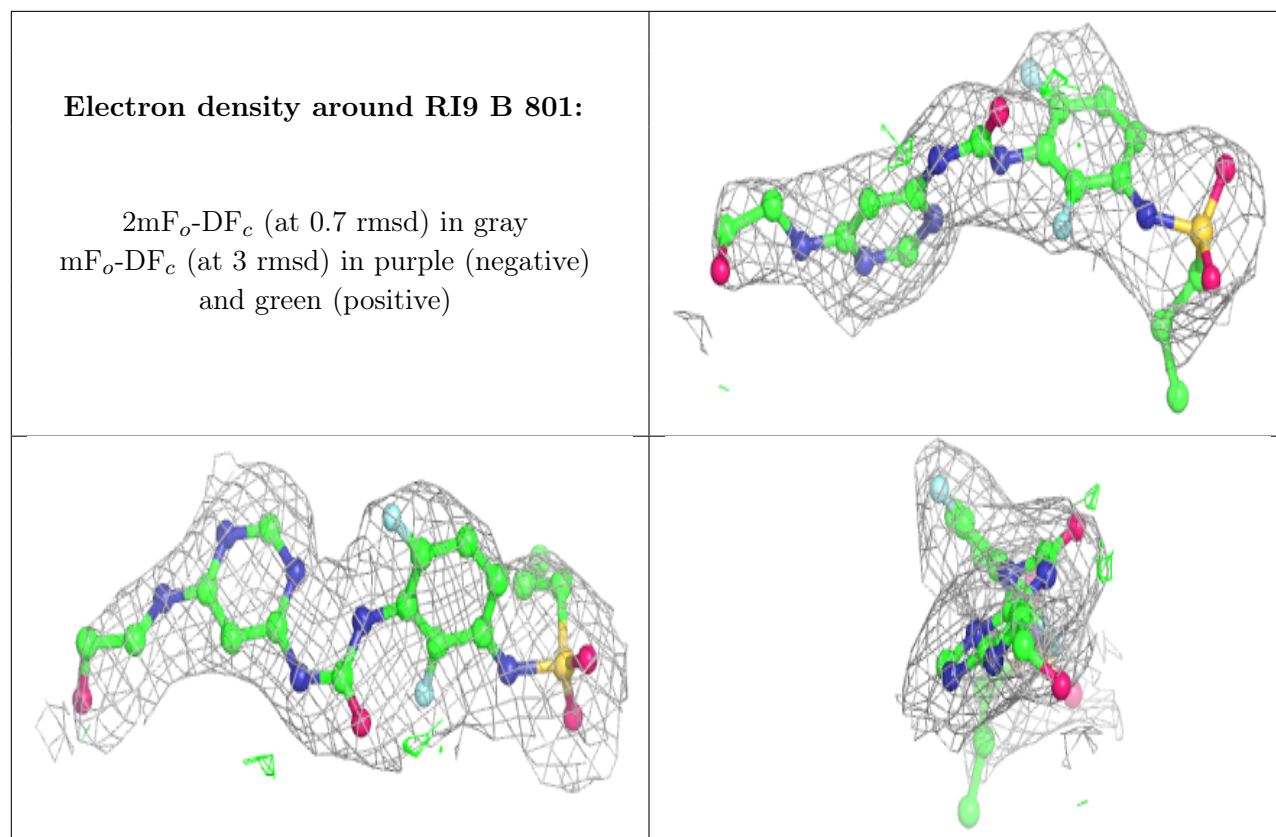 Electron density around RI9 B 801:
2mFₒ-DF𝒸 (at 0.7 rmsd) in gray
mFₒ-DF𝒸 (at 3 rmsd) in purple (negative)
and green (positive)